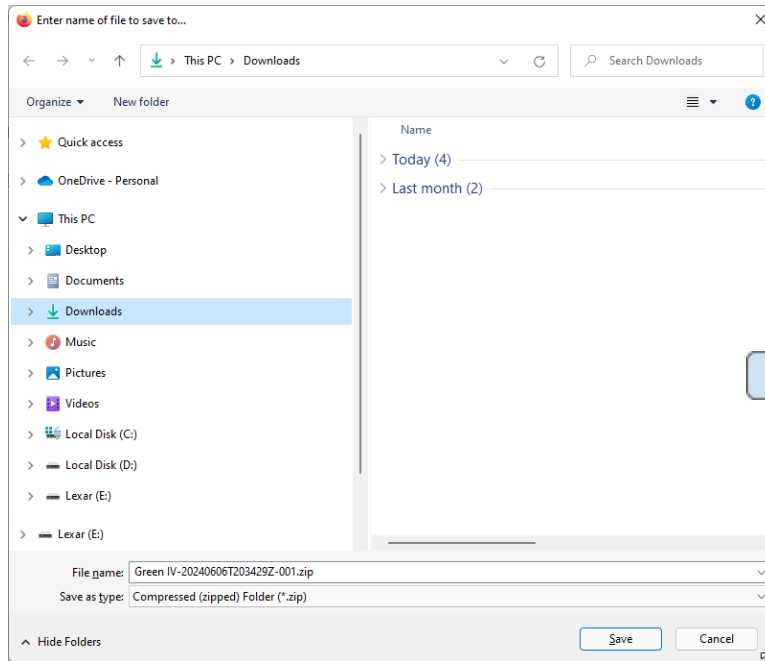 Enter name of file to save to...
This PC > Downloads
Search Downloads
Organize
New folder
Name
Quick access
Today (4)
OneDrive - Personal
Last month (2)
This PC
Desktop
Documents
Downloads
Music
Pictures
Videos
Local Disk (C:)
Local Disk (D:)
Lexar (E:)
Lexar (E:)
File name: Green IV-20240606T203429Z-001.zip
Save as type: Compressed (zipped) Folder (*.zip)
Hide Folders
Save
Cancel